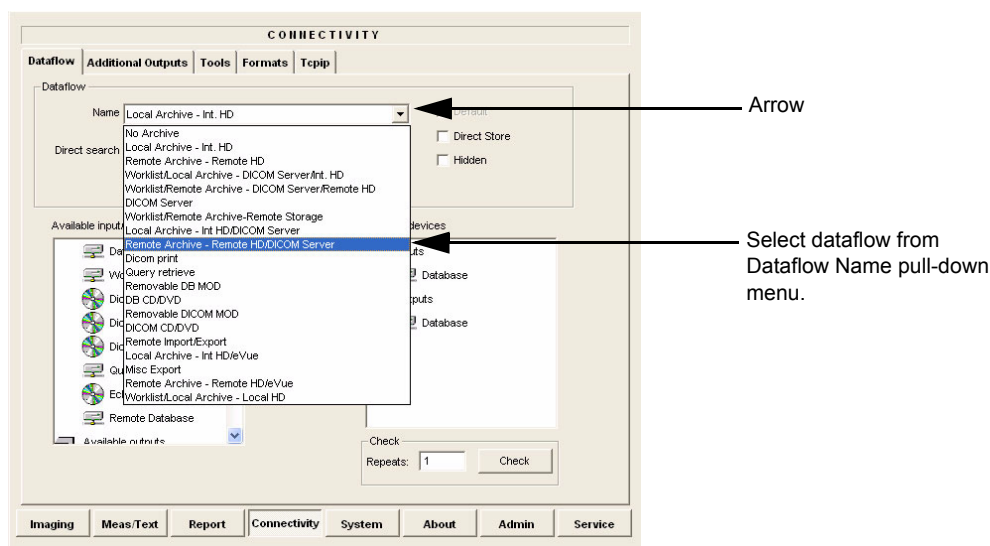 CONNECTIVITY
Dataflow Additional Outputs Tools Formats Tcpip
Dataflow
Name Local Archive - Int. HD
Default
Arrow
No Archive
Direct Store
Direct search
Local Archive - Int. HD
Remote Archive - Remote HD
Hidden
Worklist/Local Archive - DICOM Server/Int. HD
Worklist/Remote Archive - DICOM Server/Remote HD
DICOM Server
Worklist/Remote Archive-Remote Storage
Available input/
devices
Local Archive - Int HD/DICOM Server
Remote Archive - Remote HD/DICOM Server
Select dataflow from
Dataflow Name pull-down
menu.
Dicom print
Query retrieve
Database
Removable DB MOD
DB CD/DVD
Removable DICOM MOD
Database
DICOM CD/DVD
Remote Import/Export
Local Archive - Int HD/eVue
Misc Export
Remote Archive - Remote HD/eVue
Worklist/Local Archive - Local HD
Remote Database
Available outputs
Check
Repeats: 1 Check
Imaging Meas/Text Report Connectivity System About Admin Service